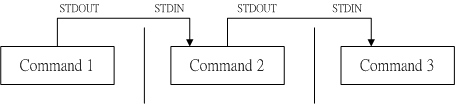 STDOUT STDIN STDOUT STDIN
Command 1 Command 2 Command 3